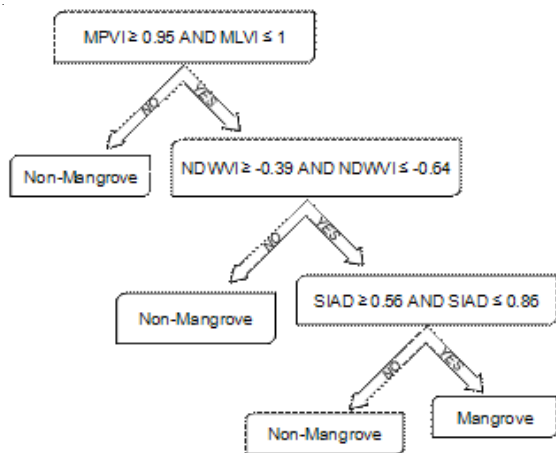 MPVI ≥ 0.95 AND MLVI ≤ 1
NO
YES
Non-Mangrove
NDWVI ≥ -0.39 AND NDWVI ≤ -0.64
NO
YES
Non-Mangrove
SIAD ≥ 0.56 AND SIAD ≤ 0.86
NO
YES
Non-Mangrove
Mangrove